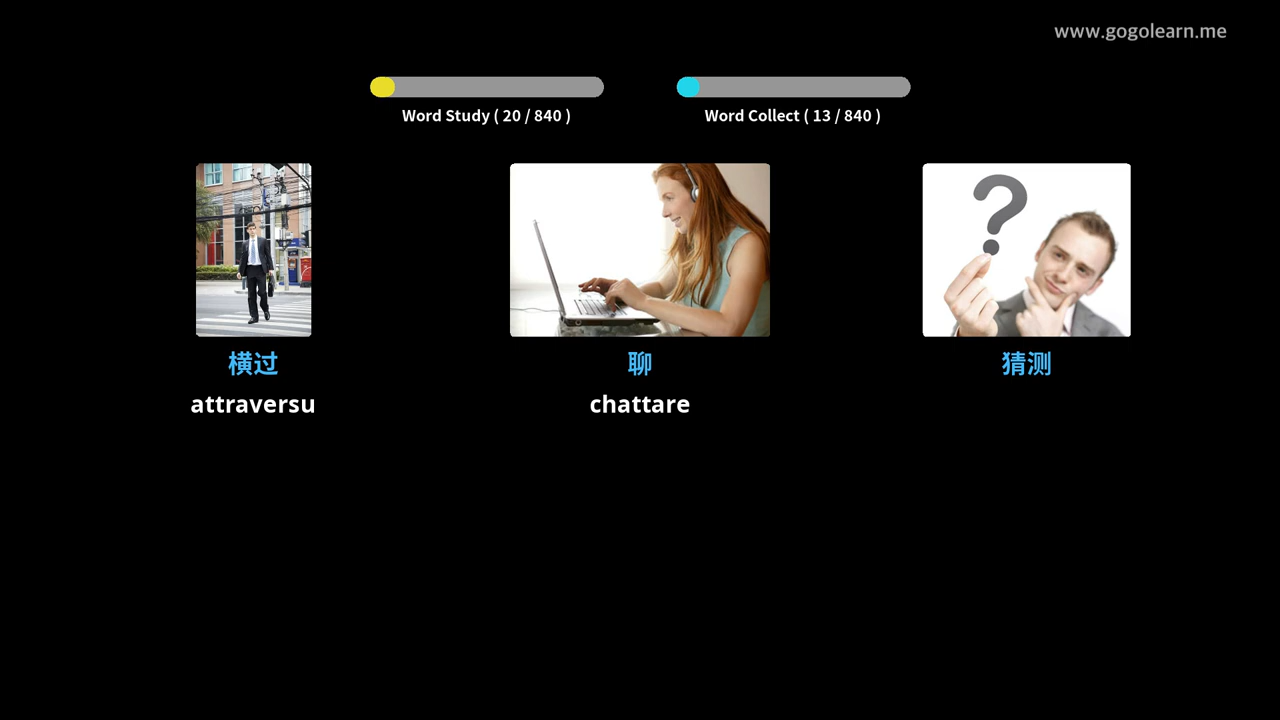 www.gogolearn.me
Word Study ( 20 / 840 )
Word Collect ( 13 / 840 )
横过
聊
猜测
attraversu
chattare